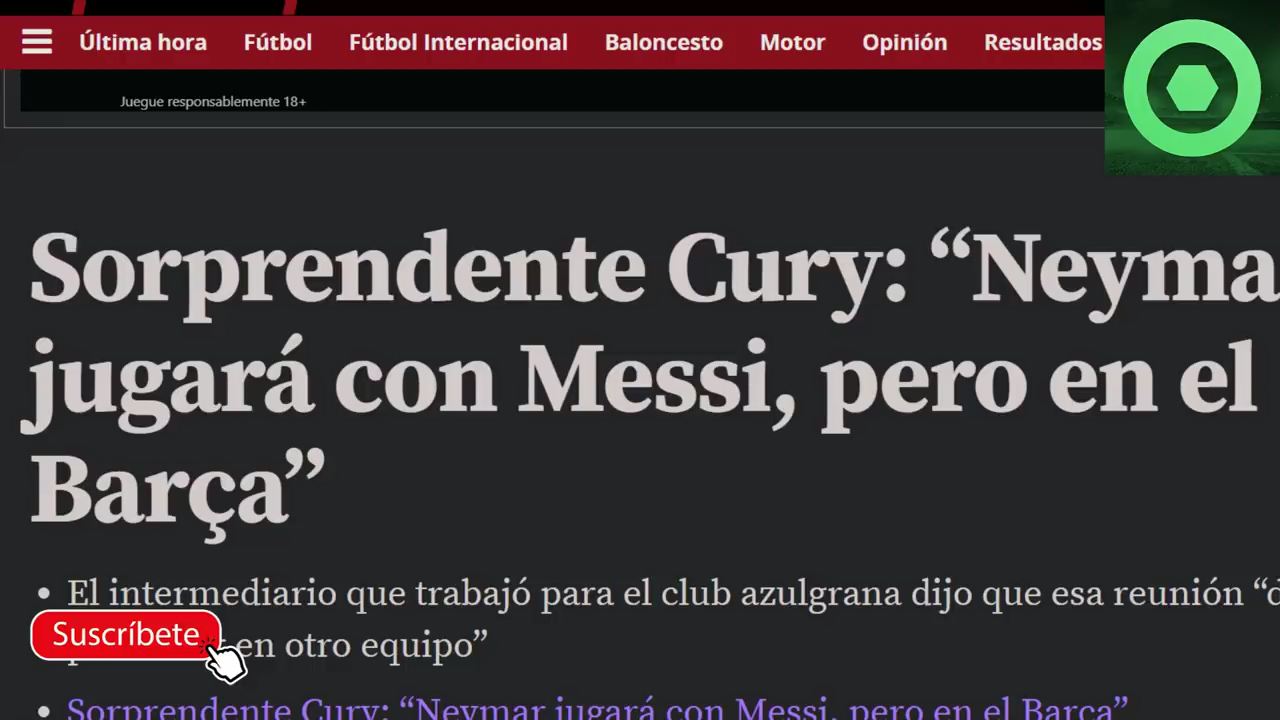 Última hora Fútbol Fútbol Internacional Baloncesto Motor Opinión Resultados
Juegue responsablemente 18+
Sorprendente Cury: “Neyma
jugará con Messi, pero en el
Barça”
El intermediario que trabajó para el club azulgrana dijo que esa reunión
Suscríbete en otro equipo”
Sorprendente Cury: “Neymar jugará con Messi, pero en el Barça”